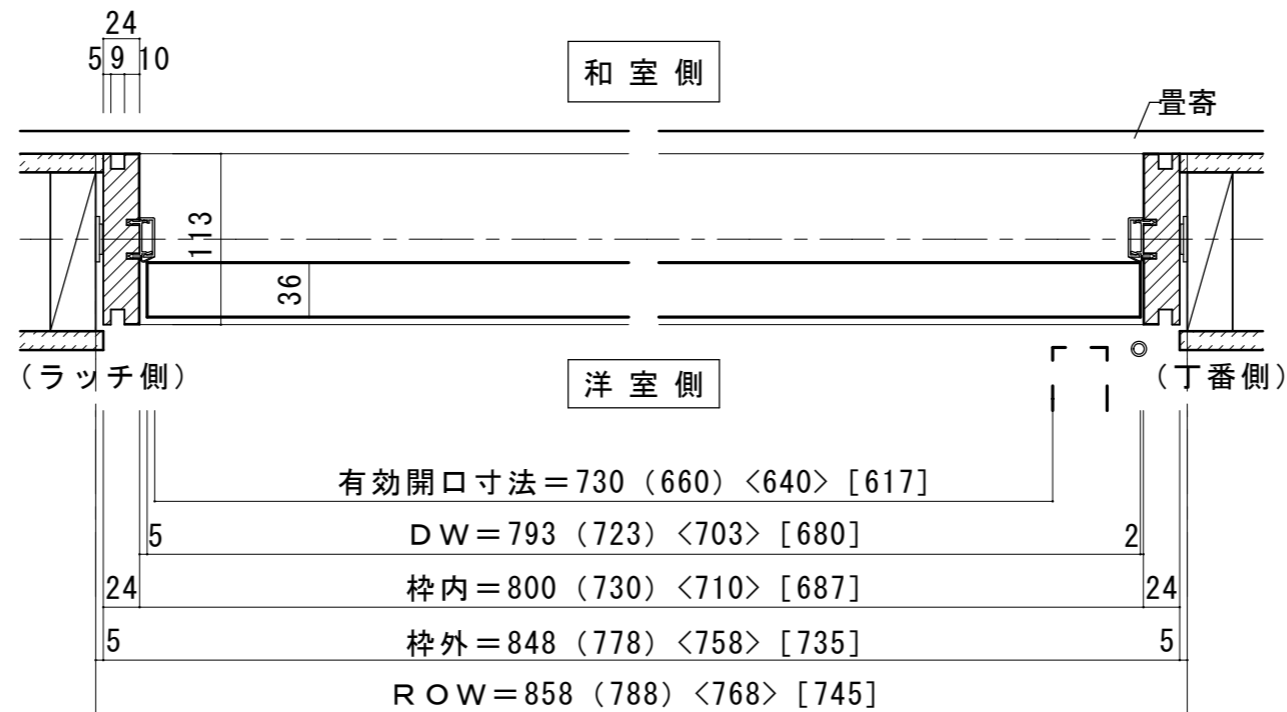 24
5 9 10
和室側
畳寄
113
36
(ラッチ側)
洋室側
(丁番側)
有効開口寸法=730 (660) <640> [617]
5 DW=793 (723) <703> [680] 2
24 枠内=800 (730) <710> [687] 24
5 枠外=848 (778) <758> [735] 5
ROW=858 (788) <768> [745]